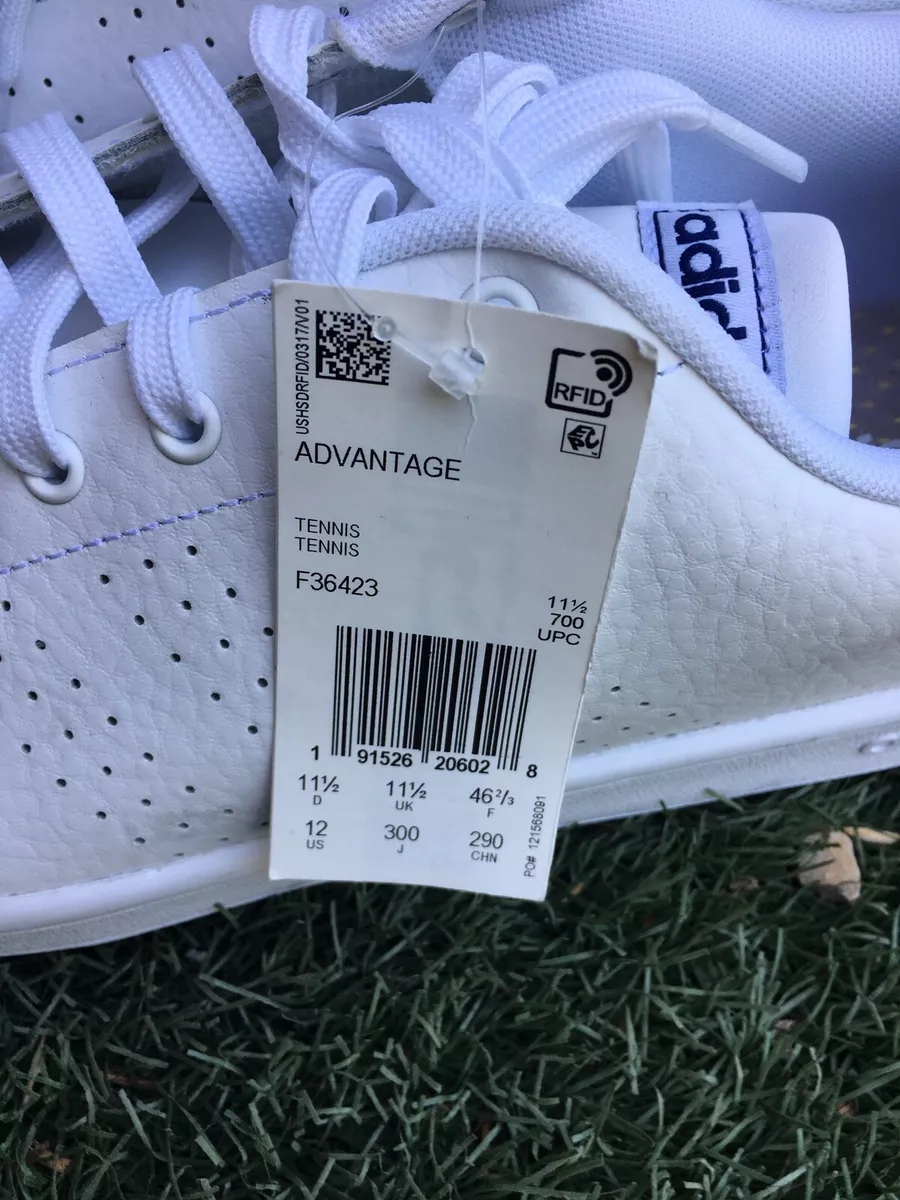 adid
USHSDRFID/0317/V01
RFID
ADVANTAGE
TENNIS
TENNIS
F36423
11½
700
UPC
1 91526 20602 8
11½ 11½ 46⅔
D UK F
12 300 290
US J CHN
PO# 121568091